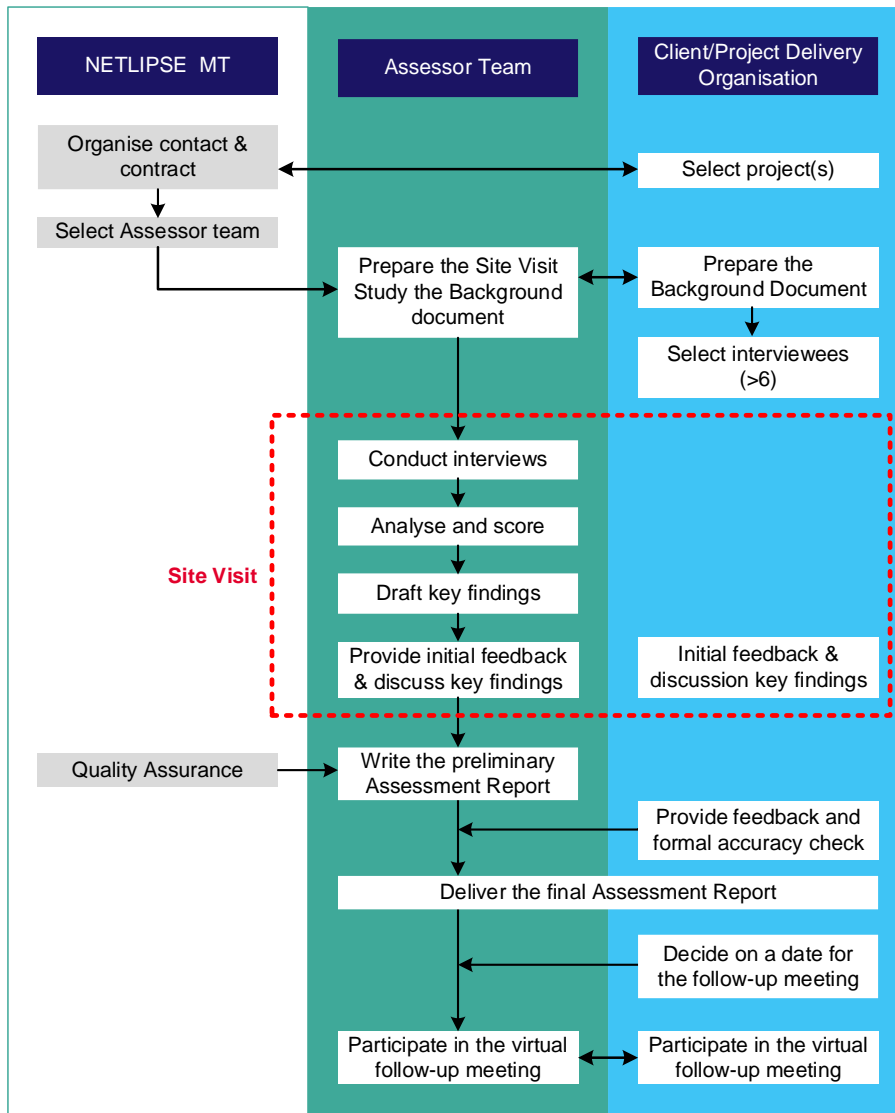 NETLIPSE MT
Assessor Team
Client/Project Delivery
Organisation
Organise contact &
contract
Select project(s)
Select Assessor team
Prepare the Site Visit
Study the Background
document
Prepare the
Background Document
Select interviewees
(>6)
Conduct interviews
Analyse and score
Site Visit
Draft key findings
Provide initial feedback
& discuss key findings
Initial feedback &
discussion key findings
Quality Assurance
Write the preliminary
Assessment Report
Provide feedback and
formal accuracy check
Deliver the final Assessment Report
Decide on a date for
the follow-up meeting
Participate in the virtual
follow-up meeting
Participate in the virtual
follow-up meeting